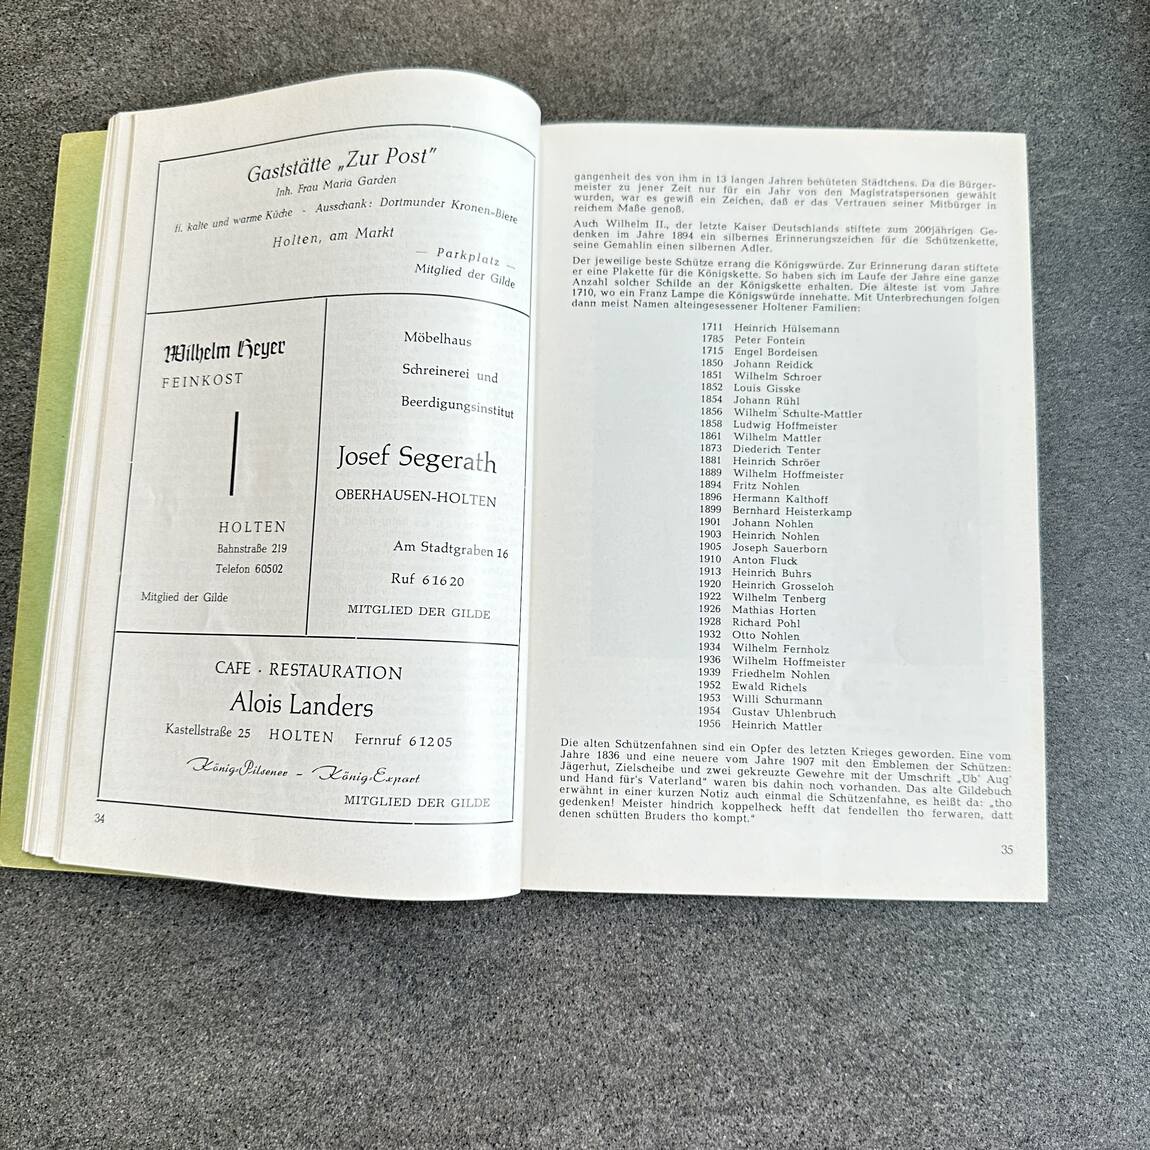 Gaststätte „Zur Post”
Inh. Frau Maria Garden
fl. kalte und warme Küche - Ausschank: Dortmunder Kronen-Biere
Holten, am Markt
— Parkplatz —
Mitglied der Gilde
Wilhelm Heyer
FEINKOST
HOLTEN
Bahnstraße 219
Telefon 60502
Mitglied der Gilde
Möbelhaus
Schreinerei und
Beerdigungsinstitut
Josef Segerath
OBERHAUSEN-HOLTEN
Am Stadtgraben 16
Ruf 61620
MITGLIED DER GILDE
CAFE · RESTAURATION
Alois Landers
Kastellstraße 25 HOLTEN Fernruf 61205
König-Pilsener – König-Export
MITGLIED DER GILDE
34
gangenheit des von ihm in 13 langen Jahren behüteten Städtchens. Da die Bürger-
meister zu jener Zeit nur für ein Jahr von den Magistratspersonen gewählt
wurden, war es gewiß ein Zeichen, daß er das Vertrauen seiner Mitbürger in
reichem Maße genoß.
Auch Wilhelm II., der letzte Kaiser Deutschlands stiftete zum 200jährigen Ge-
denken im Jahre 1894 ein silbernes Erinnerungszeichen für die Schützenkette,
seine Gemahlin einen silbernen Adler.
Der jeweilige beste Schütze errang die Königswürde. Zur Erinnerung daran stiftete
er eine Plakette für die Königskette. So haben sich im Laufe der Jahre eine ganze
Anzahl solcher Schilde an der Königskette erhalten. Die älteste ist vom Jahre
1710, wo ein Franz Lampe die Königswürde innehatte. Mit Unterbrechungen folgen
dann meist Namen alteingesessener Holtener Familien:
1711 Heinrich Hülsemann
1785 Peter Fontein
1715 Engel Bordeisen
1850 Johann Reidick
1851 Wilhelm Schroer
1852 Louis Gisske
1854 Johann Rühl
1856 Wilhelm Schulte-Mattler
1858 Ludwig Hoffmeister
1861 Wilhelm Mattler
1873 Diederich Tenter
1881 Heinrich Schröer
1889 Wilhelm Hoffmeister
1894 Fritz Nohlen
1896 Hermann Kalthoff
1899 Bernhard Heisterkamp
1901 Johann Nohlen
1903 Heinrich Nohlen
1905 Joseph Sauerborn
1910 Anton Fluck
1913 Heinrich Buhrs
1920 Heinrich Grosseloh
1922 Wilhelm Tenberg
1926 Mathias Horten
1928 Richard Pohl
1932 Otto Nohlen
1934 Wilhelm Fernholz
1936 Wilhelm Hoffmeister
1939 Friedhelm Nohlen
1952 Ewald Richels
1953 Willi Schurmann
1954 Gustav Uhlenbruch
1956 Heinrich Mattler
Die alten Schützenfahnen sind ein Opfer des letzten Krieges geworden. Eine vom
Jahre 1836 und eine neuere vom Jahre 1907 mit den Emblemen der Schützen:
Jägerhut, Zielscheibe und zwei gekreuzte Gewehre mit der Umschrift „Üb' Aug'
und Hand für's Vaterland“ waren bis dahin noch vorhanden. Das alte Gildebuch
erwähnt in einer kurzen Notiz auch einmal die Schützenfahne, es heißt da: „tho
gedenken! Meister hindrich koppelheck hefft dat fendellen tho ferwaren, datt
denen schütten Bruders tho kompt.“
35